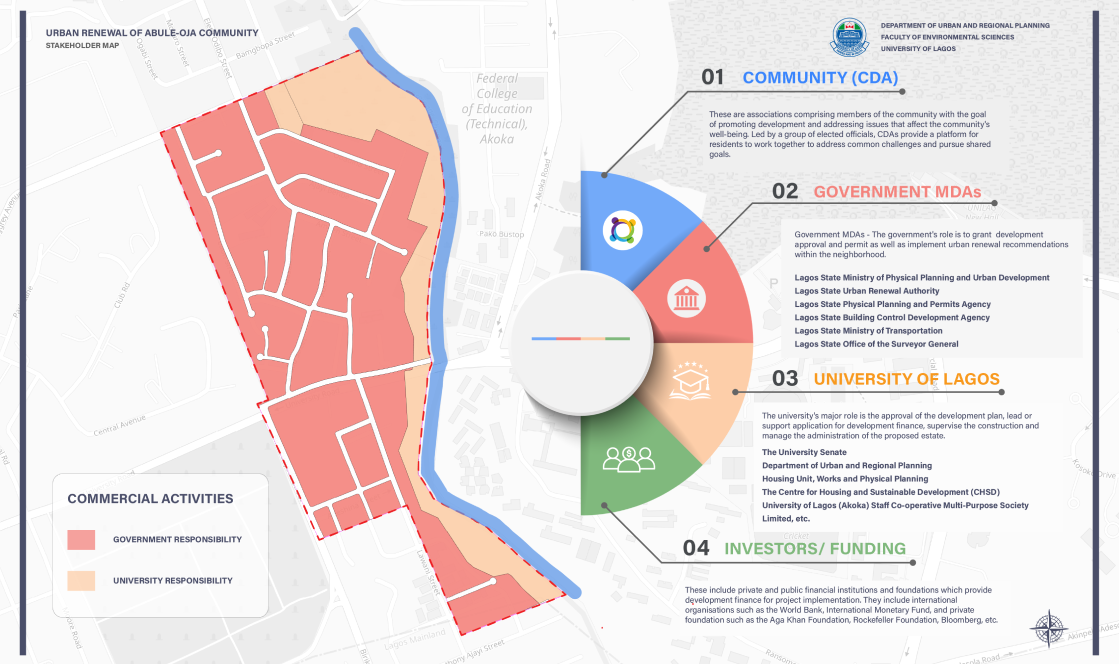 URBAN RENEWAL OF ABULE-OJA COMMUNITY
STAKEHOLDER MAP
DEPARTMENT OF URBAN AND REGIONAL PLANNING
FACULTY OF ENVIRONMENTAL SCIENCES
UNIVERSITY OF LAGOS
01 COMMUNITY (CDA)
These are associations comprising members of the community with the goal
of promoting development and addressing issues that affect the community's
well-being. Led by a group of elected officials, CDAs provide a platform for
residents to work together to address common challenges and pursue shared
goals.
02 GOVERNMENT MDAs
Government MDAs - The government's role is to grant development
approval and permit as well as implement urban renewal recommendations
within the neighborhood.
Lagos State Ministry of Physical Planning and Urban Development
Lagos State Urban Renewal Authority
Lagos State Physical Planning and Permits Agency
Lagos State Building Control Development Agency
Lagos State Ministry of Transportation
Lagos State Office of the Surveyor General
03 UNIVERSITY OF LAGOS
The university's major role is the approval of the development plan, lead or
support application for development finance, supervise the construction and
manage the administration of the proposed estate.
The University Senate
Department of Urban and Regional Planning
Housing Unit, Works and Physical Planning
The Centre for Housing and Sustainable Development (CHSD)
University of Lagos (Akoka) Staff Co-operative Multi-Purpose Society
Limited, etc.
04 INVESTORS/ FUNDING
These include private and public financial institutions and foundations which provide
development finance for project implementation. They include international
organisations such as the World Bank, International Monetary Fund, and private
foundation such as the Aga Khan Foundation, Rockefeller Foundation, Bloomberg, etc.
COMMERCIAL ACTIVITIES
GOVERNMENT RESPONSIBILITY
UNIVERSITY RESPONSIBILITY
Bamgbopa Street
Federal
College
of Education
(Technical),
Akoka
Akoka Road
Pako Bustop
Club Rd
Central Avenue
Lagos Mainland
$
P